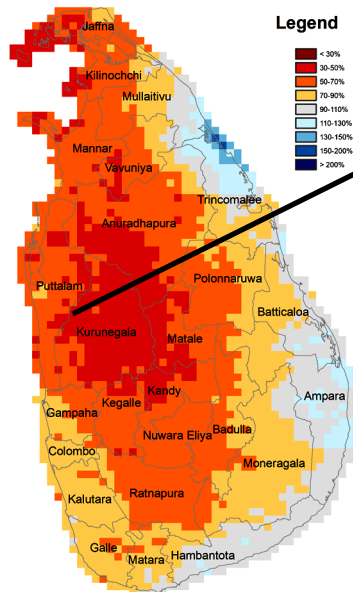 Legend
< 30%
30-50%
50-70%
70-90%
90-110%
110-130%
130-150%
150-200%
> 200%
Jaffna
Kilinochchi
Mullaitivu
Mannar
Vavuniya
Trincomalee
Anuradhapura
Polonnaruwa
Puttalam
Batticaloa
Kurunegala
Matale
Kandy
Ampara
Kegalle
Gampaha
Badulla
Nuwara Eliya
Colombo
Moneragala
Kalutara
Ratnapura
Galle
Hambantota
Matara